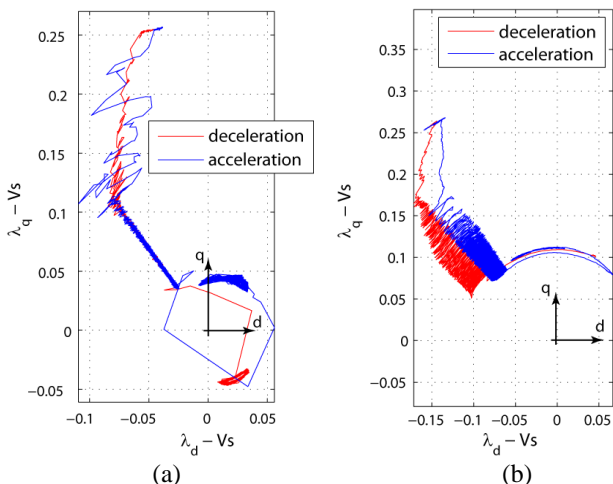 0.25
0.2
0.15
0.1
0.05
0
−0.05
λq – Vs
deceleration
acceleration
q
d
−0.1
−0.05
0
0.05
λd – Vs
(a)
0.35
0.3
0.25
0.2
0.15
0.1
0.05
0
−0.05
λq – Vs
deceleration
acceleration
q
d
−0.15
−0.1
−0.05
0
0.05
λd – Vs
(b)